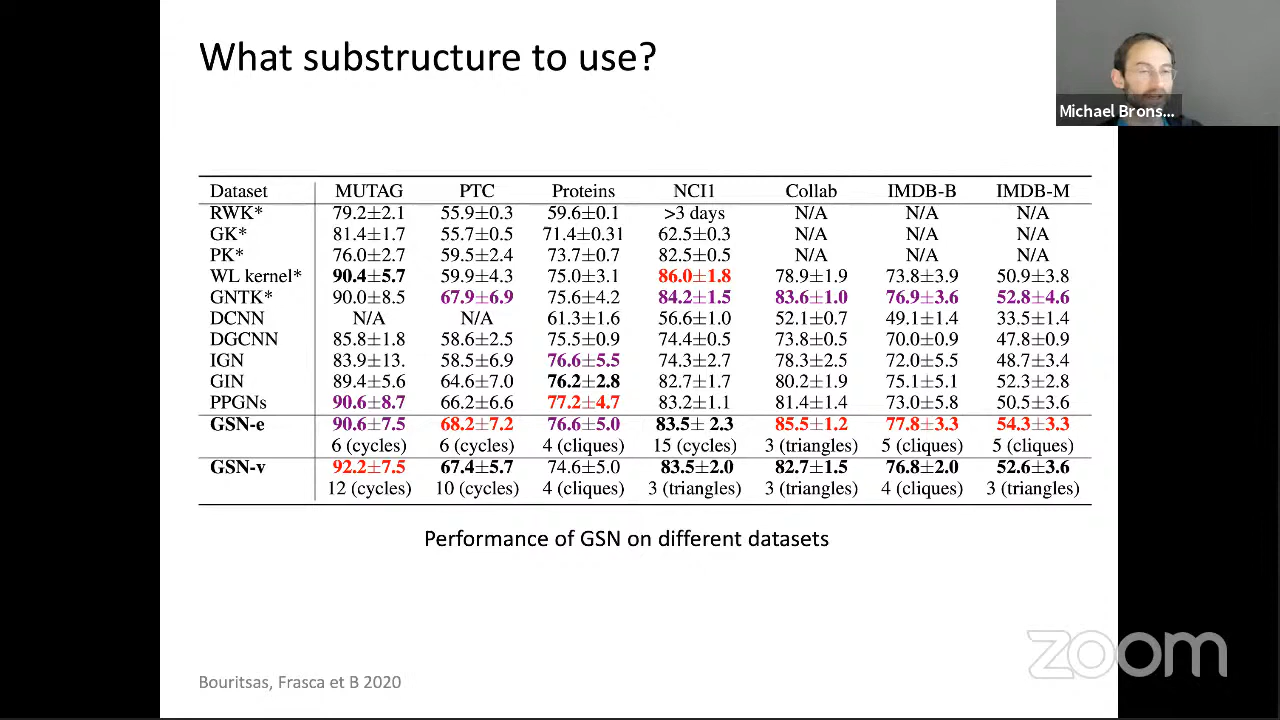 What substructure to use?
Michael Brons...
Dataset MUTAG PTC Proteins NCI1 Collab IMDB-B IMDB-M
RWK* 79.2±2.1 55.9±0.3 59.6±0.1 >3 days N/A N/A N/A
GK* 81.4±1.7 55.7±0.5 71.4±0.31 62.5±0.3 N/A N/A N/A
PK* 76.0±2.7 59.5±2.4 73.7±0.7 82.5±0.5 N/A N/A N/A
WL kernel* 90.4±5.7 59.9±4.3 75.0±3.1 86.0±1.8 78.9±1.9 73.8±3.9 50.9±3.8
GNTK* 90.0±8.5 67.9±6.9 75.6±4.2 84.2±1.5 83.6±1.0 76.9±3.6 52.8±4.6
DCNN N/A N/A 61.3±1.6 56.6±1.0 52.1±0.7 49.1±1.4 33.5±1.4
DGCNN 85.8±1.8 58.6±2.5 75.5±0.9 74.4±0.5 73.8±0.5 70.0±0.9 47.8±0.9
IGN 83.9±13. 58.5±6.9 76.6±5.5 74.3±2.7 78.3±2.5 72.0±5.5 48.7±3.4
GIN 89.4±5.6 64.6±7.0 76.2±2.8 82.7±1.7 80.2±1.9 75.1±5.1 52.3±2.8
PPGNs 90.6±8.7 66.2±6.6 77.2±4.7 83.2±1.1 81.4±1.4 73.0±5.8 50.5±3.6
GSN-e 90.6±7.5 68.2±7.2 76.6±5.0 83.5± 2.3 85.5±1.2 77.8±3.3 54.3±3.3
6 (cycles) 6 (cycles) 4 (cliques) 15 (cycles) 3 (triangles) 5 (cliques) 5 (cliques)
GSN-v 92.2±7.5 67.4±5.7 74.6±5.0 83.5±2.0 82.7±1.5 76.8±2.0 52.6±3.6
12 (cycles) 10 (cycles) 4 (cliques) 3 (triangles) 3 (triangles) 4 (cliques) 3 (triangles)
Performance of GSN on different datasets
zoom
Bouritsas, Frasca et B 2020